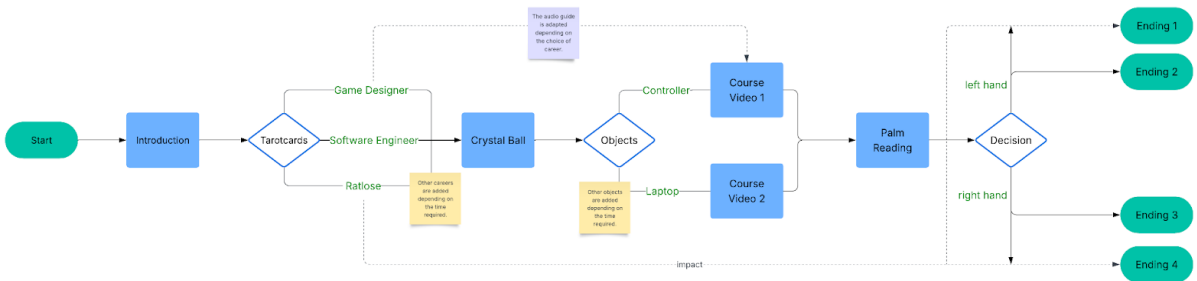 Start
Introduction
Tarotcards
Game Designer
Software Engineer
Ratlose
Other careers
are added
depending on
the time
required.
The audio guide
is adapted
depending on
the choice of
career.
Crystal Ball
Objects
Controller
Laptop
Other objects
are added
depending on
the time
required.
Course
Video 1
Course
Video 2
Palm
Reading
Decision
left hand
right hand
impact
Ending 1
Ending 2
Ending 3
Ending 4